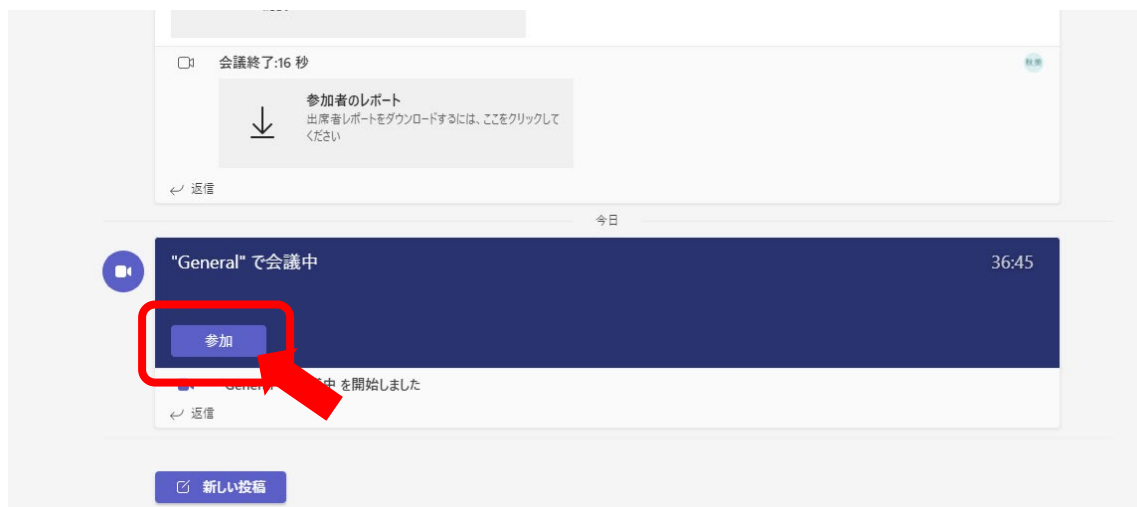 会議終了:16 秒
参加者のレポート
出席者レポートをダウンロードするには、ここをクリックして
ください
返信
今日
"General" で会議中
36:45
参加
を開始しました
返信
新しい投稿